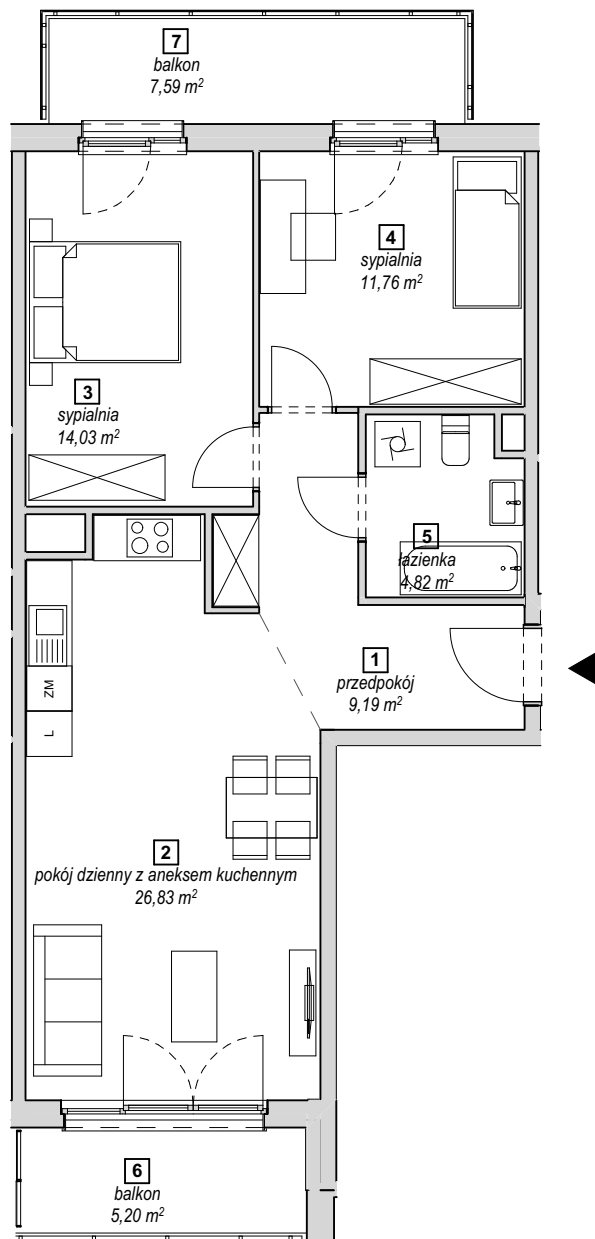 7
balkon
7,59 m²
4
sypialnia
11,76 m²
3
sypialnia
14,03 m²
5
łazienka
4,82 m²
1
przedpokój
9,19 m²
ZM
L
2
pokój dzienny z aneksem kuchennym
26,83 m²
6
balkon
5,20 m²